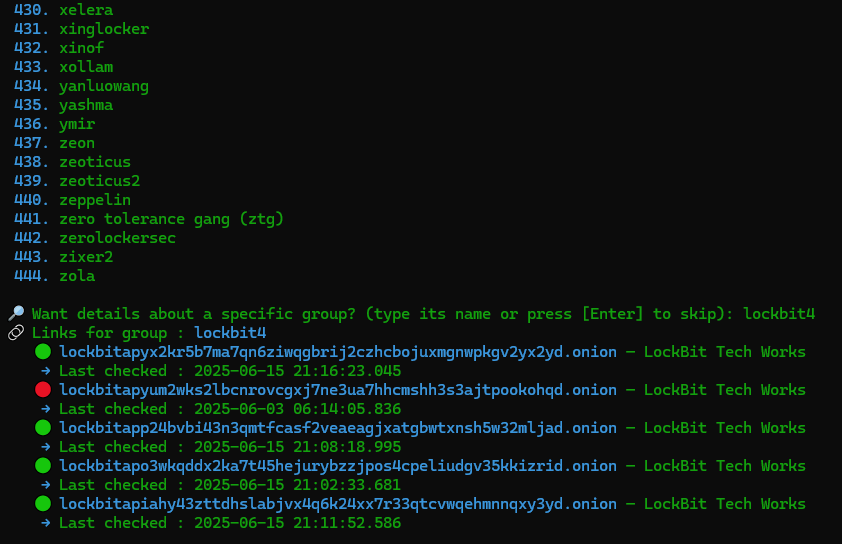 430. xelera
431. xinglocker
432. xinof
433. xollam
434. yanluowang
435. yashma
436. ymir
437. zeon
438. zeoticus
439. zeoticus2
440. zeppelin
441. zero tolerance gang (ztg)
442. zerolockersec
443. zixer2
444. zola
Want details about a specific group? (type its name or press [Enter] to skip): lockbit4
Links for group : lockbit4
lockbitapyx2kr5b7ma7qn6ziwqgbrij2czhcbojuxmgnwpkgv2yx2yd.onion — LockBit Tech Works
→ Last checked : 2025-06-15 21:16:23.045
lockbitapyum2wks2lbcnrovcgxj7ne3ua7hhcmshh3s3ajtpookohqd.onion — LockBit Tech Works
→ Last checked : 2025-06-03 06:14:05.836
lockbitapp24bvbi43n3qmtfcasf2veaeagjxatgbwtxnsh5w32mljad.onion — LockBit Tech Works
→ Last checked : 2025-06-15 21:08:18.995
lockbitapo3wkqddx2ka7t45hejurybzzjpos4cpeliudgv35kkizrid.onion — LockBit Tech Works
→ Last checked : 2025-06-15 21:02:33.681
lockbitapiahy43zttdhslabjvx4q6k24xx7r33qtcvwqehmnnqxy3yd.onion — LockBit Tech Works
→ Last checked : 2025-06-15 21:11:52.586